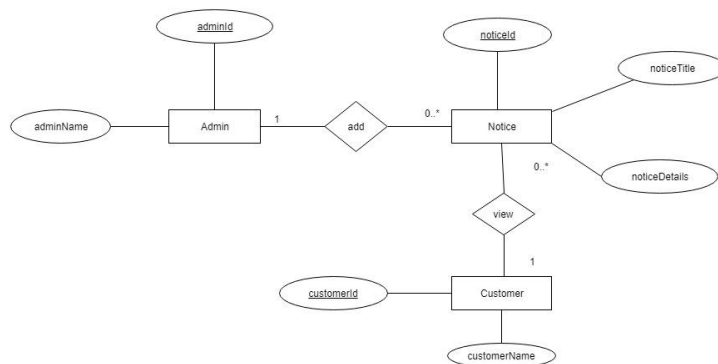 adminId
noticeId
noticeTitle
adminName
Admin
1
add
0..*
Notice
0..*
noticeDetails
view
1
customerId
Customer
customerName